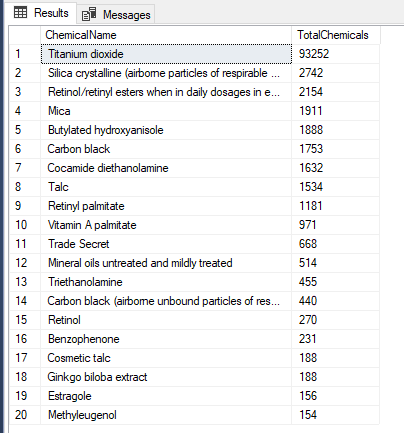 Results Messages
ChemicalName TotalChemicals
1 Titanium dioxide 93252
2 Silica crystalline (airborne particles of respirable ... 2742
3 Retinol/retinyl esters when in daily dosages in e... 2154
4 Mica 1911
5 Butylated hydroxyanisole 1888
6 Carbon black 1753
7 Cocamide diethanolamine 1632
8 Talc 1534
9 Retinyl palmitate 1181
10 Vitamin A palmitate 971
11 Trade Secret 668
12 Mineral oils untreated and mildly treated 514
13 Triethanolamine 455
14 Carbon black (airborne unbound particles of res... 440
15 Retinol 270
16 Benzophenone 231
17 Cosmetic talc 188
18 Ginkgo biloba extract 188
19 Estragole 156
20 Methyleugenol 154